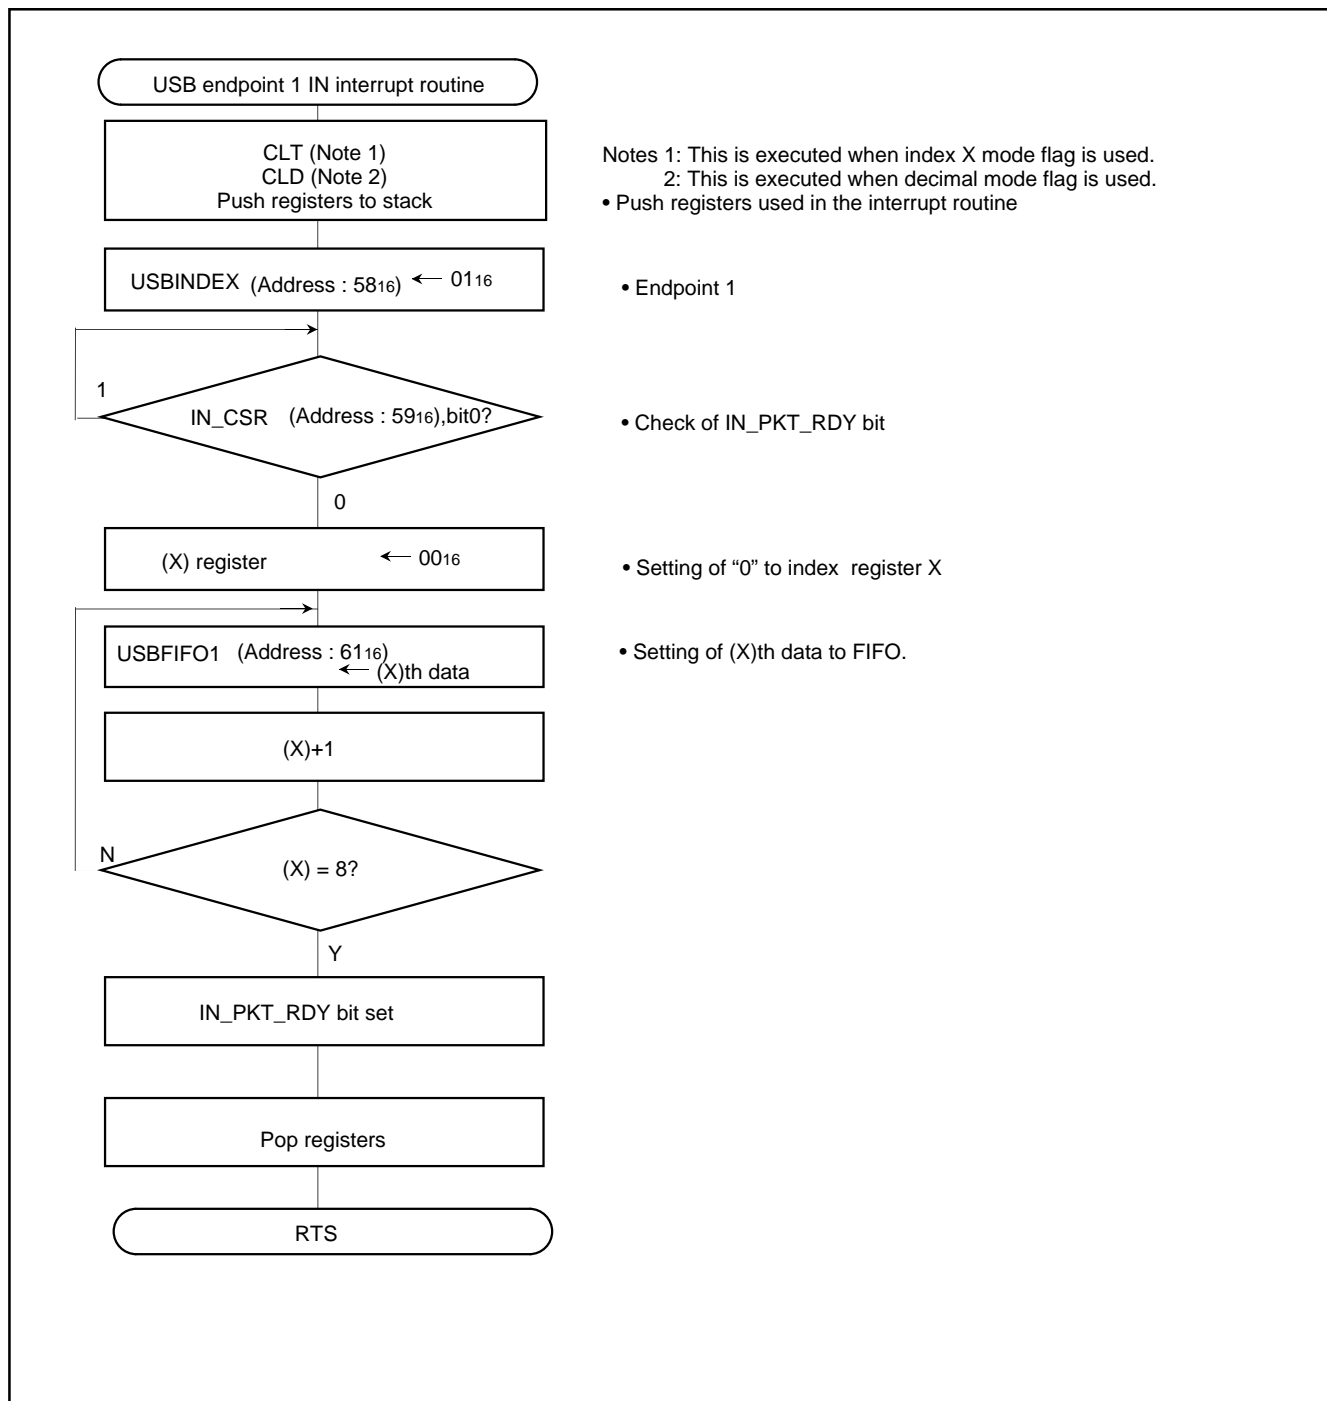 USB endpoint 1 IN interrupt routine
CLT (Note 1)
CLD (Note 2)
Push registers to stack
Notes 1: This is executed when index X mode flag is used.
2: This is executed when decimal mode flag is used.
• Push registers used in the interrupt routine
USBINDEX (Address : 5816) ← 0116
• Endpoint 1
1
IN_CSR (Address : 5916),bit0?
• Check of IN_PKT_RDY bit
0
(X) register ← 0016
• Setting of “0” to index register X
USBFIFO1 (Address : 6116)
← (X)th data
• Setting of (X)th data to FIFO.
(X)+1
N
(X) = 8?
Y
IN_PKT_RDY bit set
Pop registers
RTS